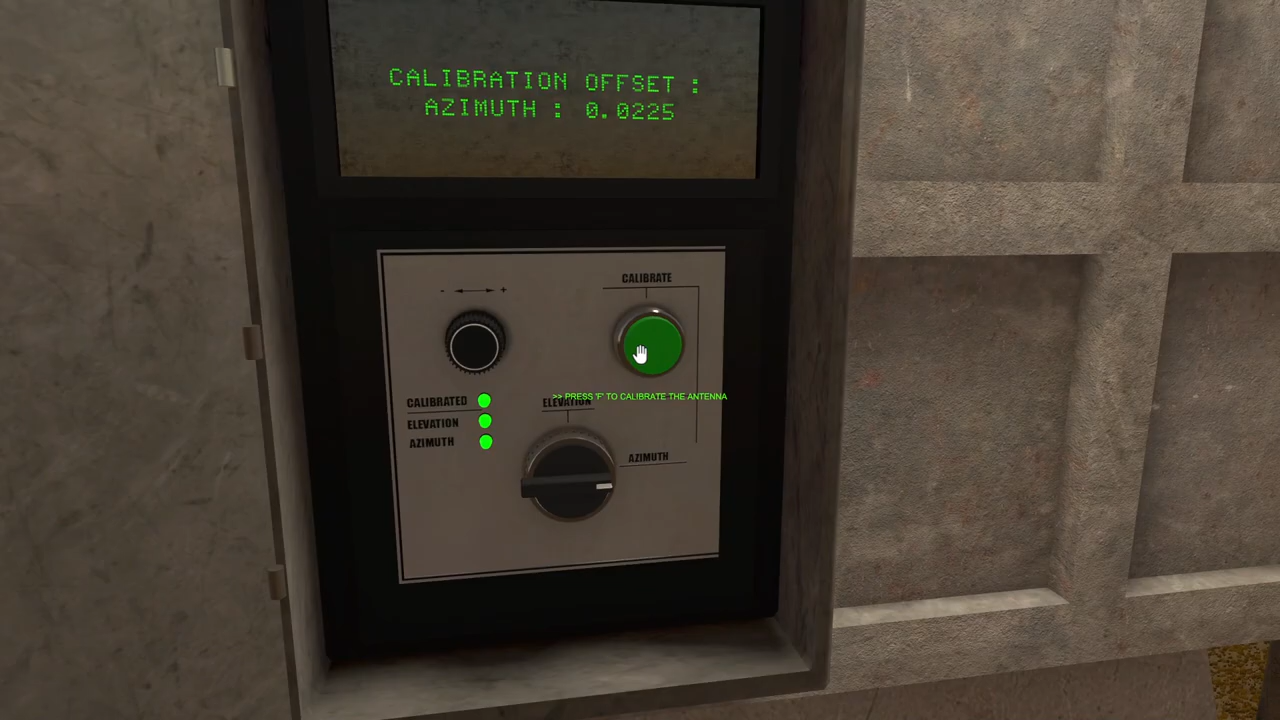 CALIBRATION OFFSET :
AZIMUTH : 0.0225
- +
CALIBRATE
>> PRESS 'F' TO CALIBRATE THE ANTENNA
CALIBRATED
ELEVATION
ELEVATION
AZIMUTH
AZIMUTH